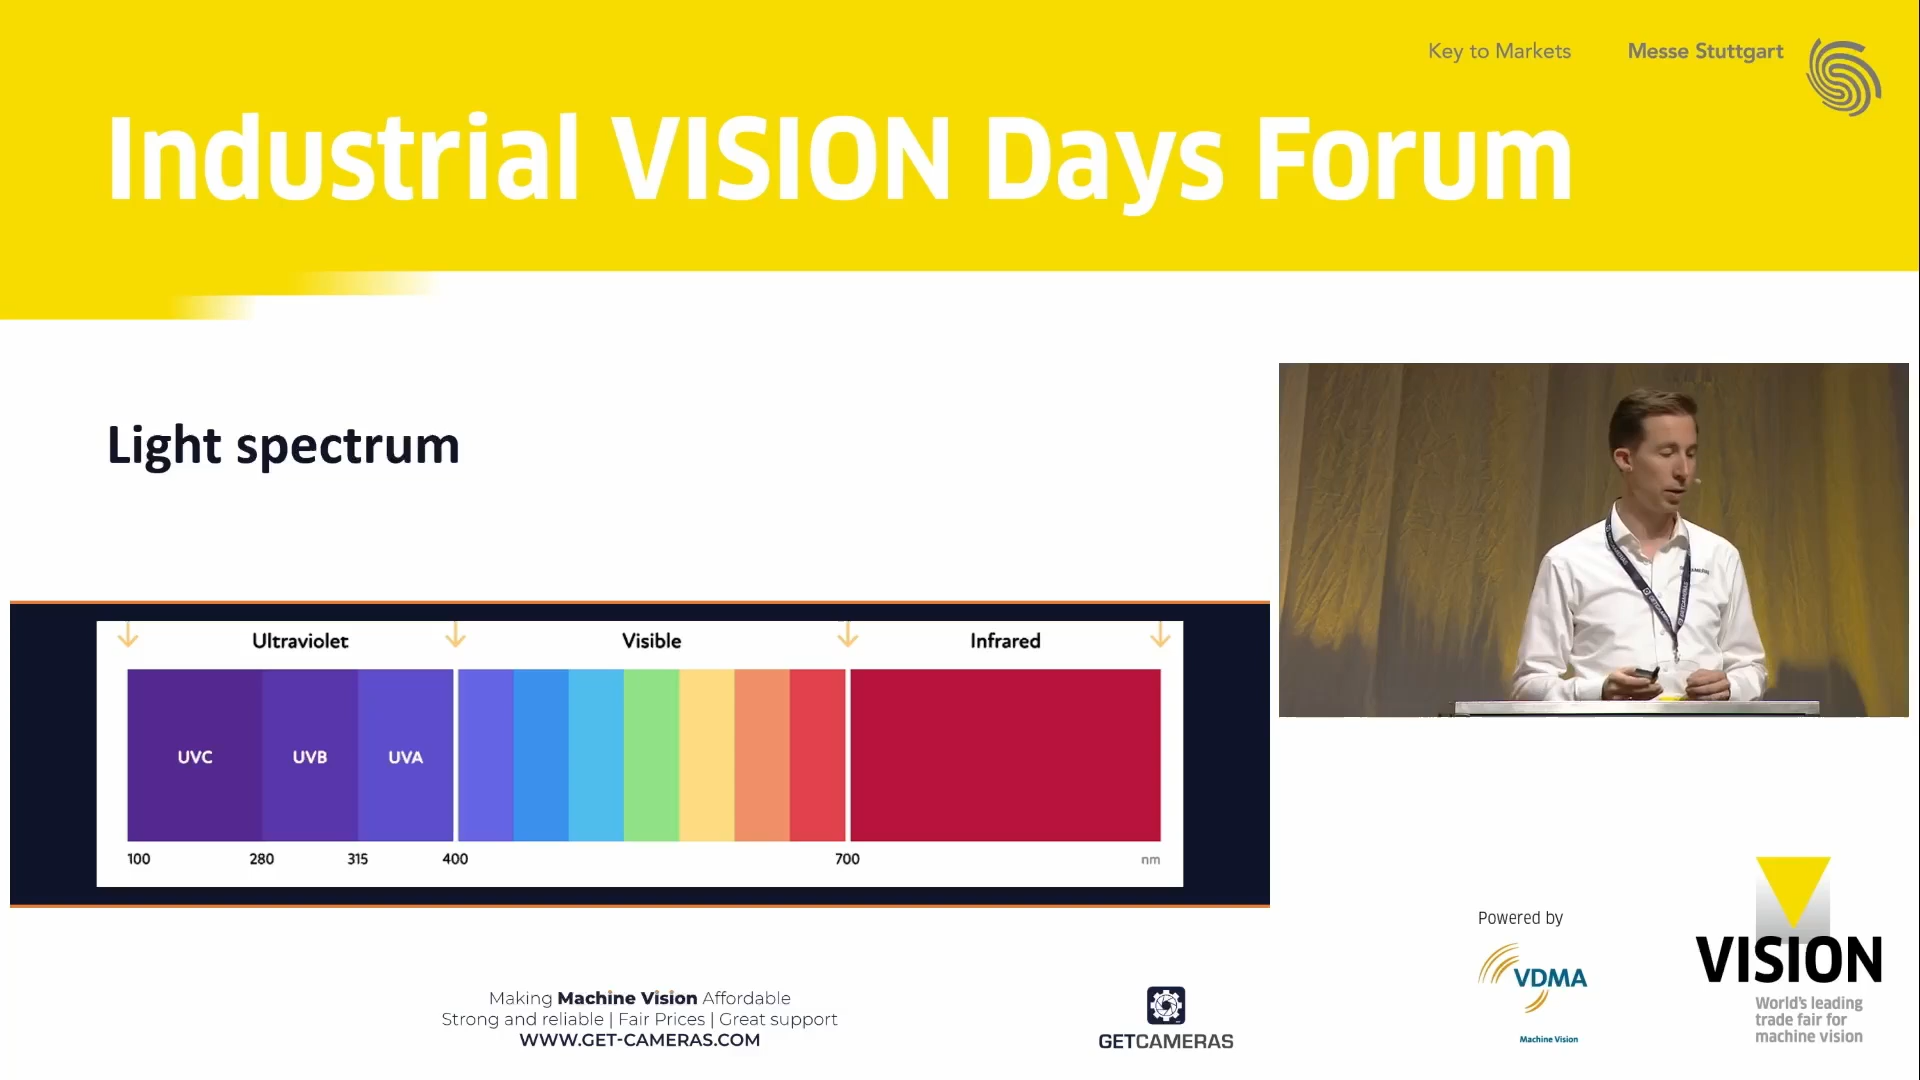 Key to Markets
Messe Stuttgart
Industrial VISION Days Forum
Light spectrum
Ultraviolet
Visible
Infrared
UVC
UVB
UVA
100
280
315
400
700
nm
Making Machine Vision Affordable
Strong and reliable | Fair Prices | Great support
WWW.GET-CAMERAS.COM
GETCAMERAS
Powered by
VDMA
Machine Vision
VISION
World's leading
trade fair for
machine vision